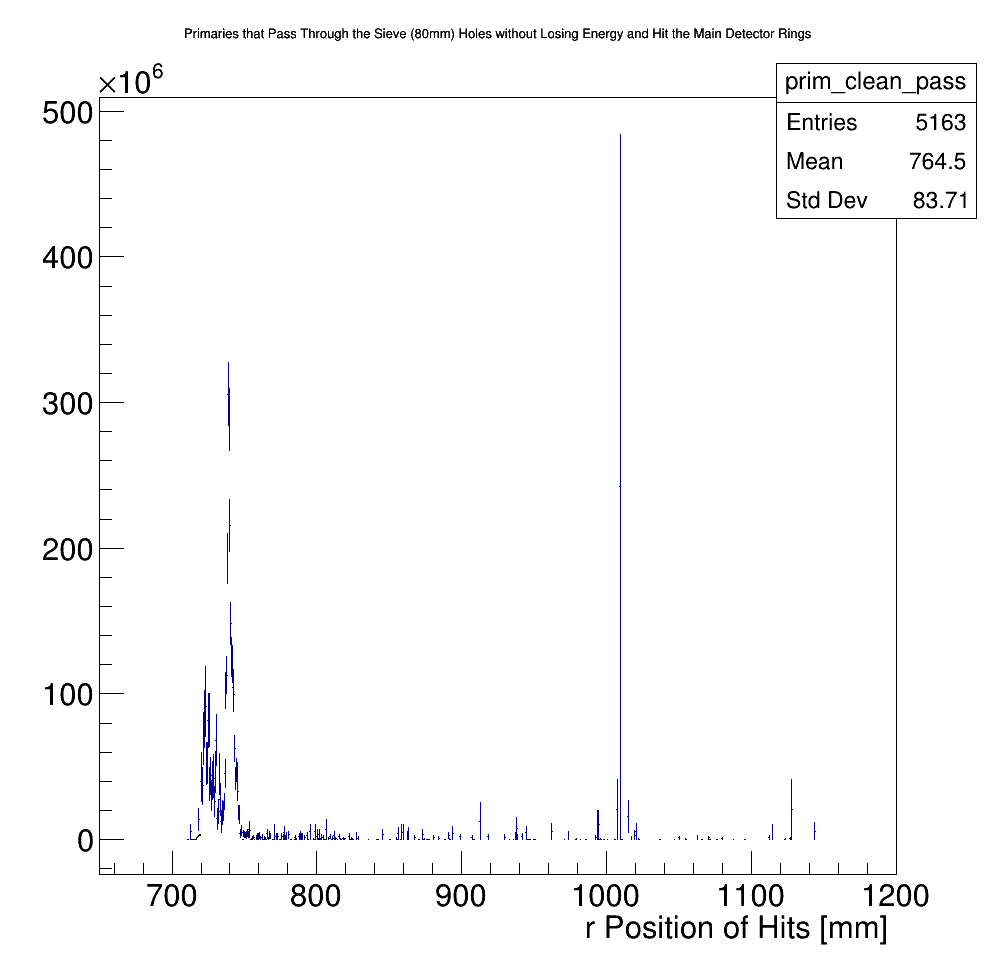 Primaries that Pass Through the Sieve (80mm) Holes without Losing Energy and Hit the Main Detector Rings
×10⁶
prim_clean_pass
Entries 5163
Mean 764.5
Std Dev 83.71
500
400
300
200
100
0
700 800 900 1000 1100 1200
r Position of Hits [mm]